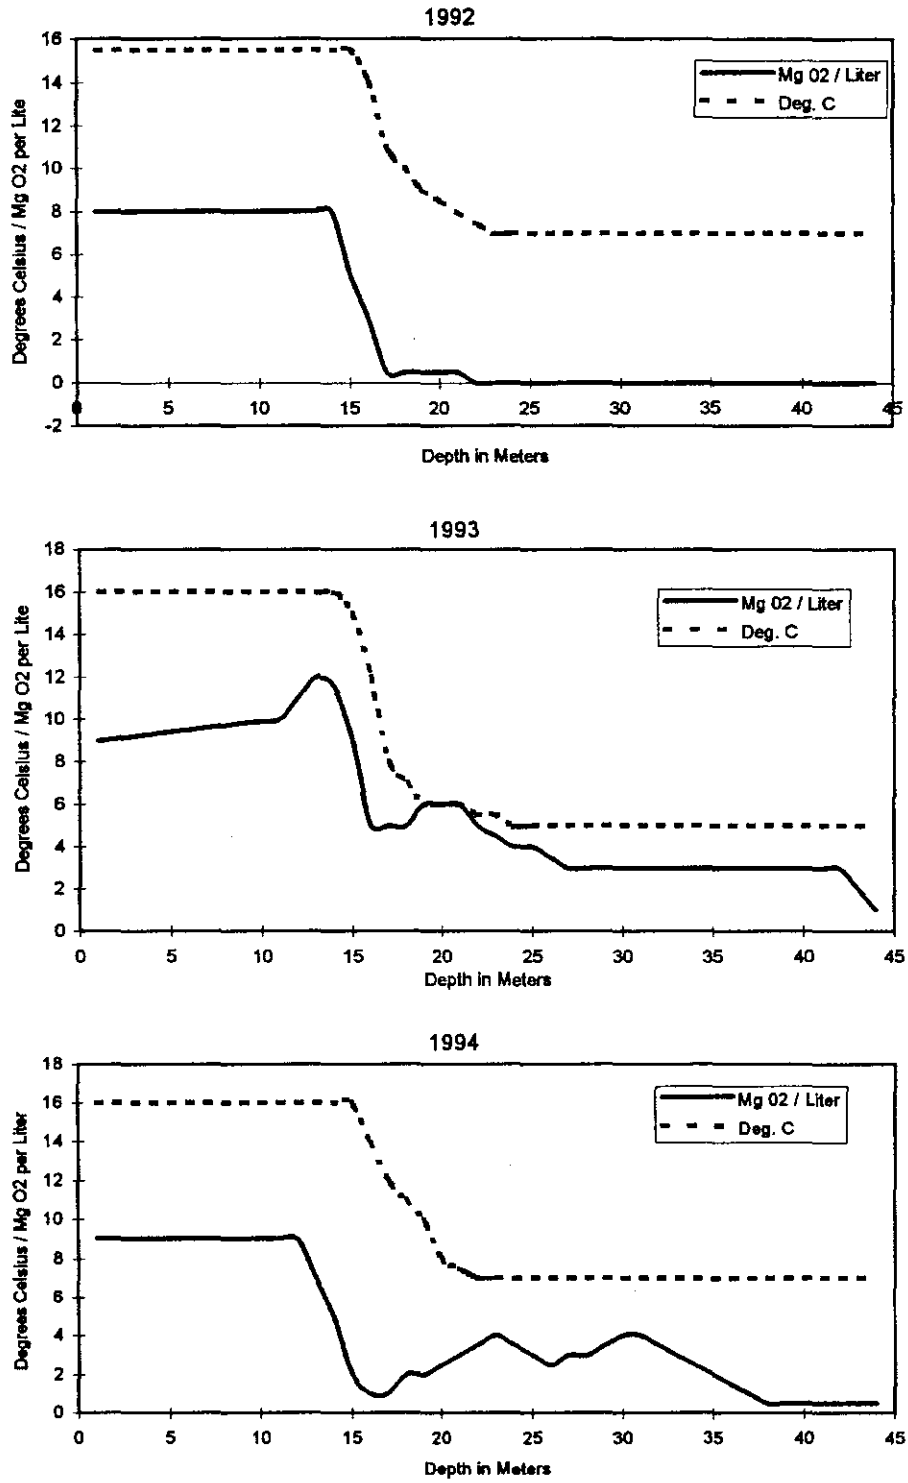 1992
16
14
12
10
8
6
4
2
0
-2
Degrees Celsius / Mg O2 per Lite
Mg 02 / Liter
Deg. C
0 5 10 15 20 25 30 35 40 45
Depth in Meters
1993
18
16
14
12
10
8
6
4
2
0
Degrees Celsius / Mg O2 per Lite
Mg 02 / Liter
Deg. C
0 5 10 15 20 25 30 35 40 45
Depth in Meters
1994
18
16
14
12
10
8
6
4
2
0
Degrees Celsius / Mg O2 per Liter
Mg 02 / Liter
Deg. C
0 5 10 15 20 25 30 35 40 45
Depth in Meters